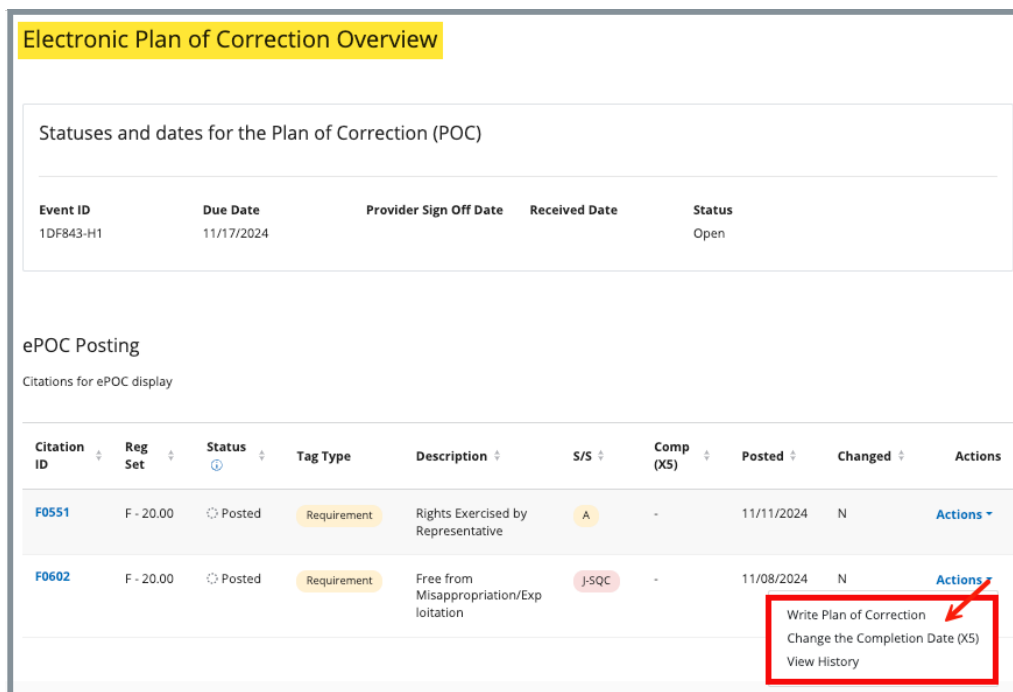 Electronic Plan of Correction Overview
Statuses and dates for the Plan of Correction (POC)
Event ID Due Date Provider Sign Off Date Received Date Status
1DF843-H1 11/17/2024 Open
ePOC Posting
Citations for ePOC display
Citation ID Reg Set Status Tag Type Description S/S Comp (X5) Posted Changed Actions
F0551 F - 20.00 Posted Requirement Rights Exercised by A - 11/11/2024 N Actions
Representative
F0602 F - 20.00 Posted Requirement Free from J-SQC - 11/08/2024 N Actions
Misappropriation/Exp
loitation
Write Plan of Correction
Change the Completion Date (X5)
View History